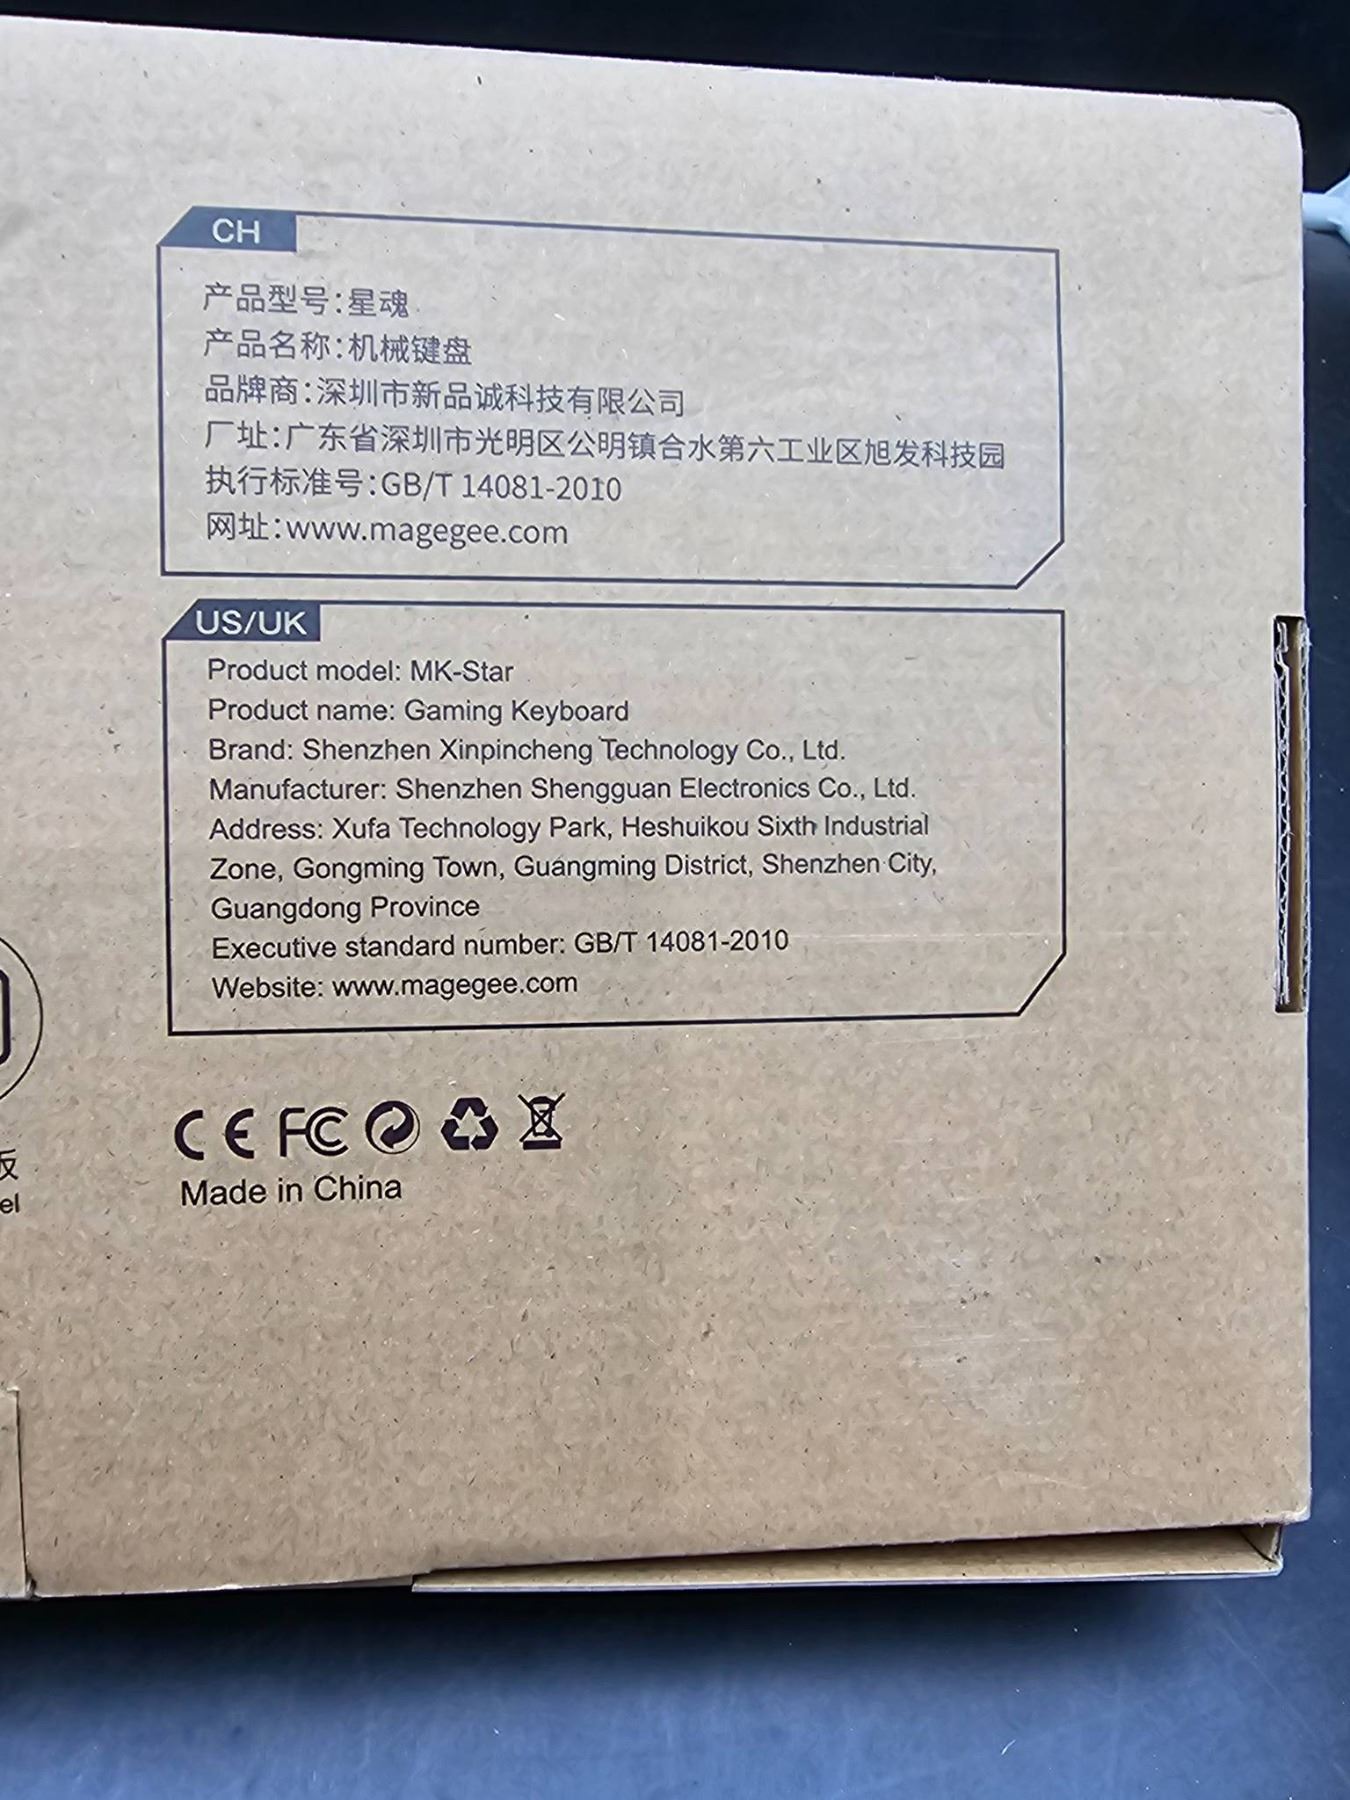 CH
产品型号:星魂
产品名称:机械键盘
品牌商:深圳市新品诚科技有限公司
厂址:广东省深圳市光明区公明镇合水第六工业区旭发科技园
执行标准号:GB/T 14081-2010
网址:www.magegee.com
US/UK
Product model: MK-Star
Product name: Gaming Keyboard
Brand: Shenzhen Xinpincheng Technology Co., Ltd.
Manufacturer: Shenzhen Shengguan Electronics Co., Ltd.
Address: Xufa Technology Park, Heshuikou Sixth Industrial
Zone, Gongming Town, Guangming District, Shenzhen City,
Guangdong Province
Executive standard number: GB/T 14081-2010
Website: www.magegee.com
CE FC
Made in China
el